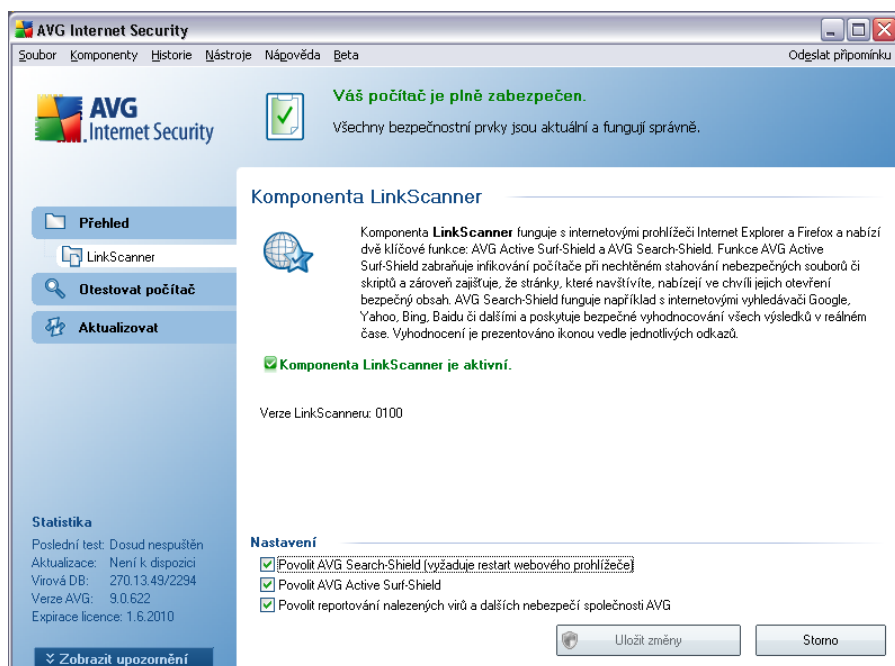 AVG Internet Security
Soubor Komponenty Historie Nástroje Nápověda Beta Odeslat připomínku
AVG
Internet Security
Váš počítač je plně zabezpečen.
Všechny bezpečnostní prvky jsou aktuální a fungují správně.
Přehled
LinkScanner
Otestovat počítač
Aktualizovat
Komponenta LinkScanner
Komponenta LinkScanner funguje s internetovými prohlížeči Internet Explorer a Firefox a nabízí
dvě klíčové funkce: AVG Active Surf-Shield a AVG Search-Shield. Funkce AVG Active
Surf-Shield zabraňuje infikování počítače při nechtěném stahování nebezpečných souborů či
skriptů a zároveň zajišťuje, že stránky, které navštívíte, nabízejí ve chvíli jejich otevření
bezpečný obsah. AVG Search-Shield funguje například s internetovými vyhledávači Google,
Yahoo, Bing, Baidu či dalšími a poskytuje bezpečné vyhodnocování všech výsledků v reálném
čase. Vyhodnocení je prezentováno ikonou vedle jednotlivých odkazů.
Komponenta LinkScanner je aktivní.
Verze LinkScanneru: 0100
Statistika
Poslední test: Dosud nespuštěn
Aktualizace: Není k dispozici
Virová DB: 270.13.49/2294
Verze AVG: 9.0.622
Expirace licence: 1.6.2010
Zobrazit upozornění
Nastavení
Povolit AVG Search-Shield (vyžaduje restart webového prohlížeče)
Povolit AVG Active Surf-Shield
Povolit reportování nalezených virů a dalších nebezpečí společnosti AVG
Uložit změny
Storno